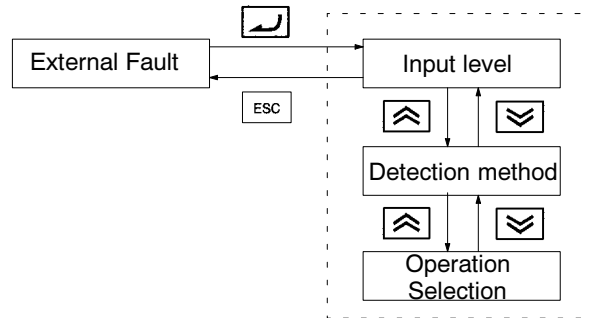 External Fault
Input level
ESC
Detection method
Operation
Selection